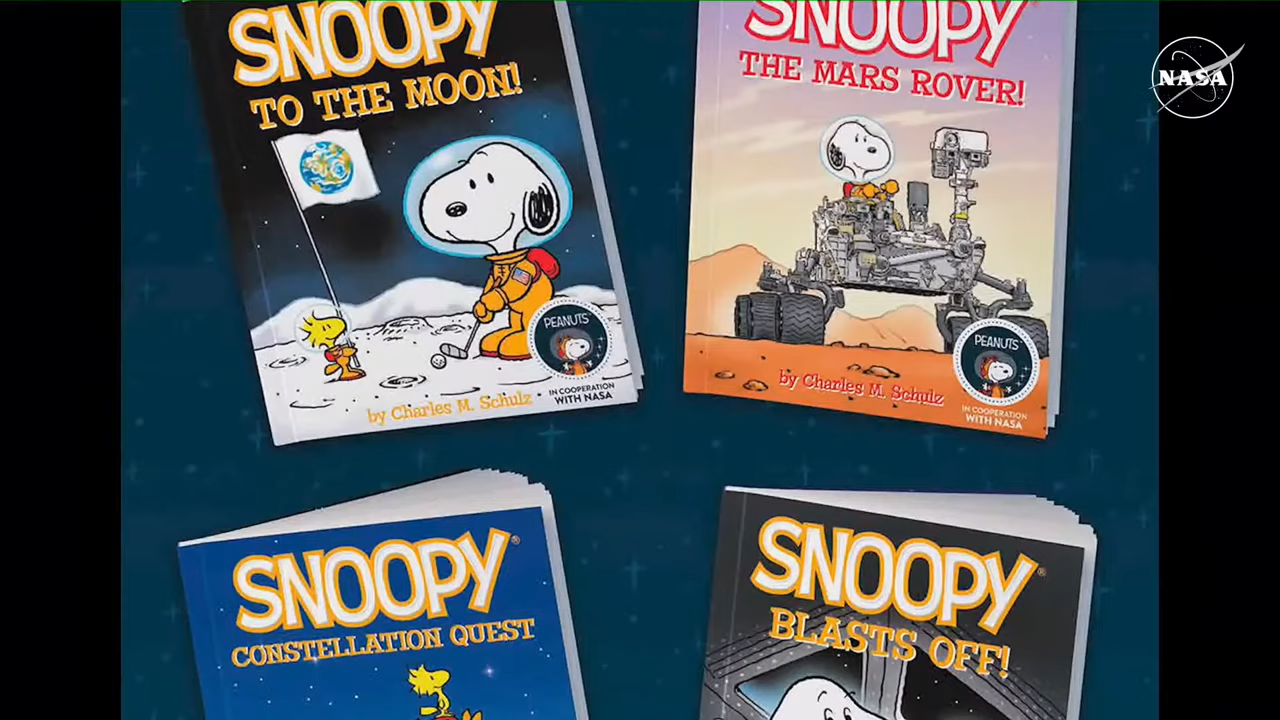 SNOOPY
TO THE MOON!
PEANUTS
by Charles M. Schulz
IN COOPERATION
WITH NASA
SNOOPY
THE MARS ROVER!
PEANUTS
by Charles M. Schulz
IN COOPERATION
WITH NASA
NASA
SNOOPY®
CONSTELLATION QUEST
SNOOPY®
BLASTS OFF!